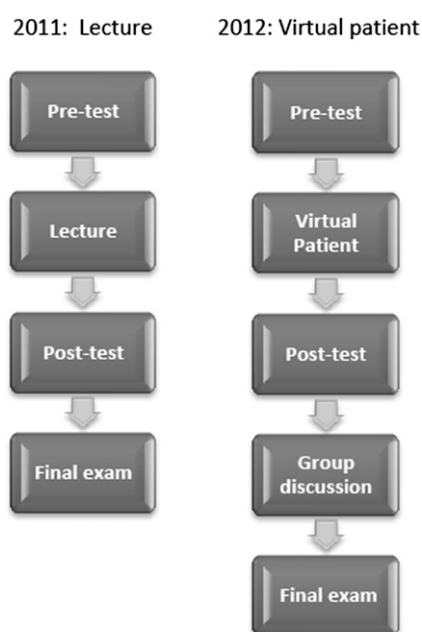 2011: Lecture
Pre-test
Lecture
Post-test
Final exam
2012: Virtual patient
Pre-test
Virtual
Patient
Post-test
Group
discussion
Final exam